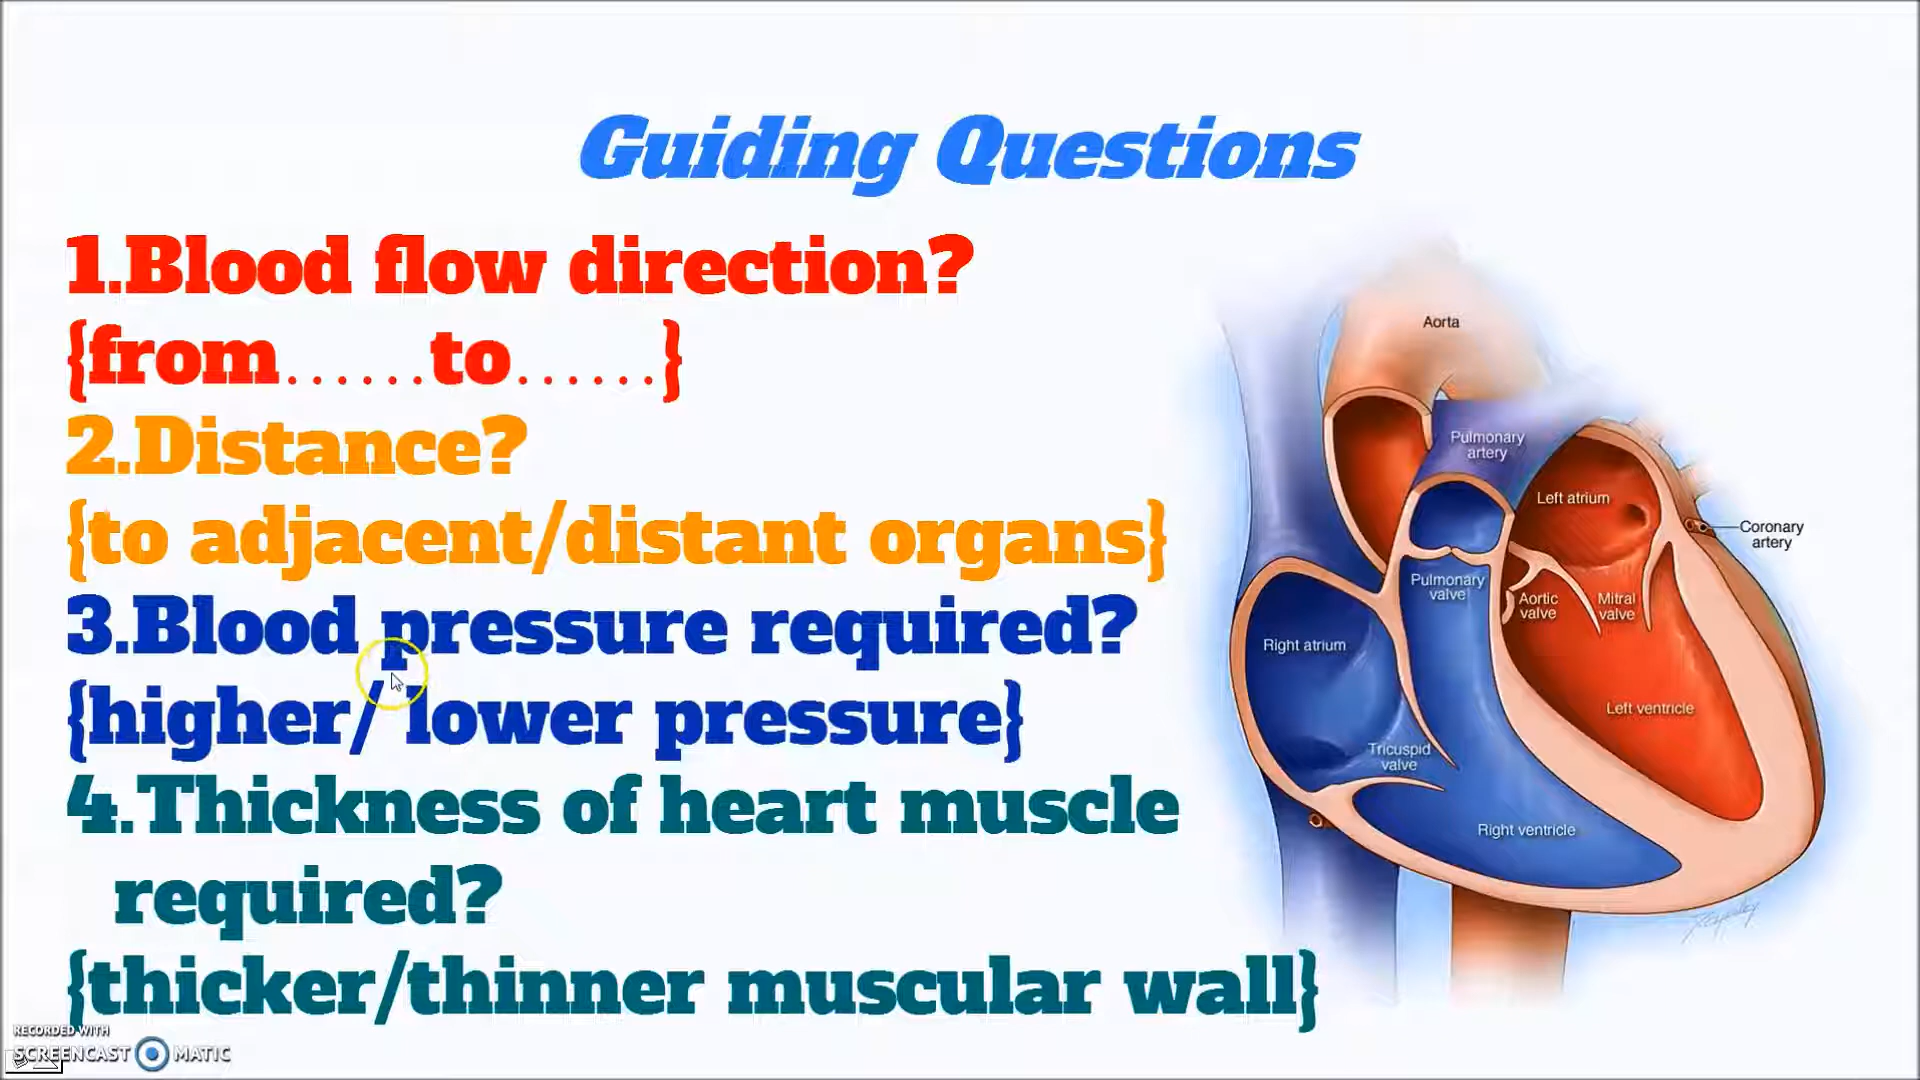 Guiding Questions
1.Blood flow direction?
{from......to......}
2.Distance?
{to adjacent/distant organs}
3.Blood pressure required?
{higher/ lower pressure}
4.Thickness of heart muscle
required?
{thicker/thinner muscular wall}
Aorta
Pulmonary
artery
Left atrium
Coronary
artery
Pulmonary
valve
Aortic
valve
Mitral
valve
Right atrium
Left ventricle
Tricuspid
valve
Right ventricle
RECORDED WITH
SCREENCAST MATIC